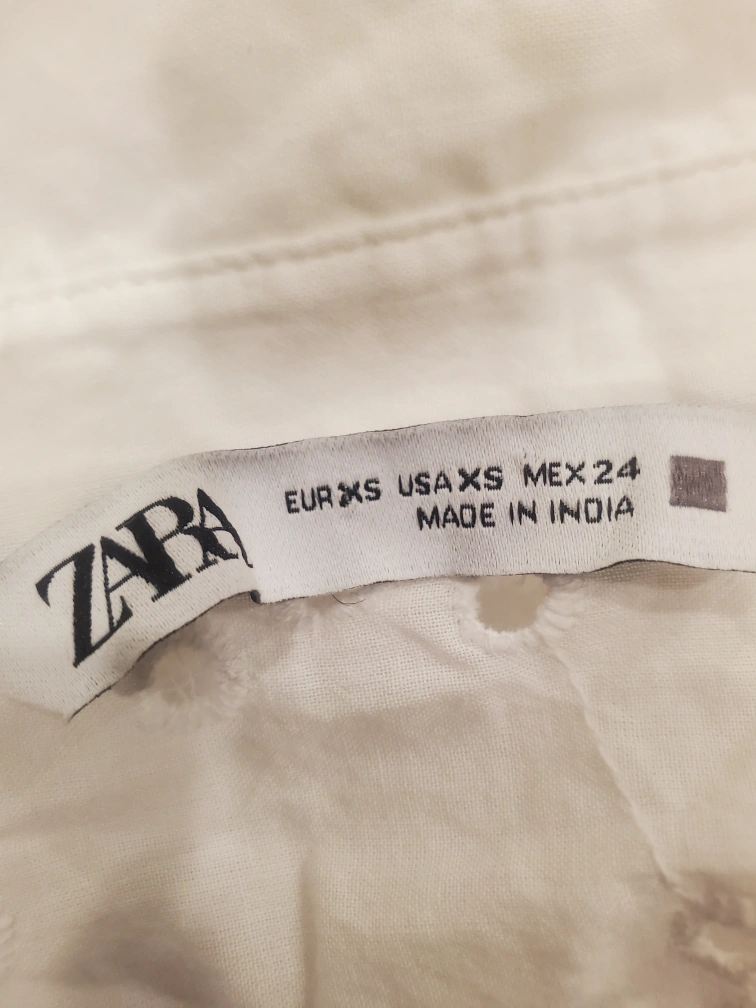 ZARA
EUR XS USA XS MEX 24
MADE IN INDIA